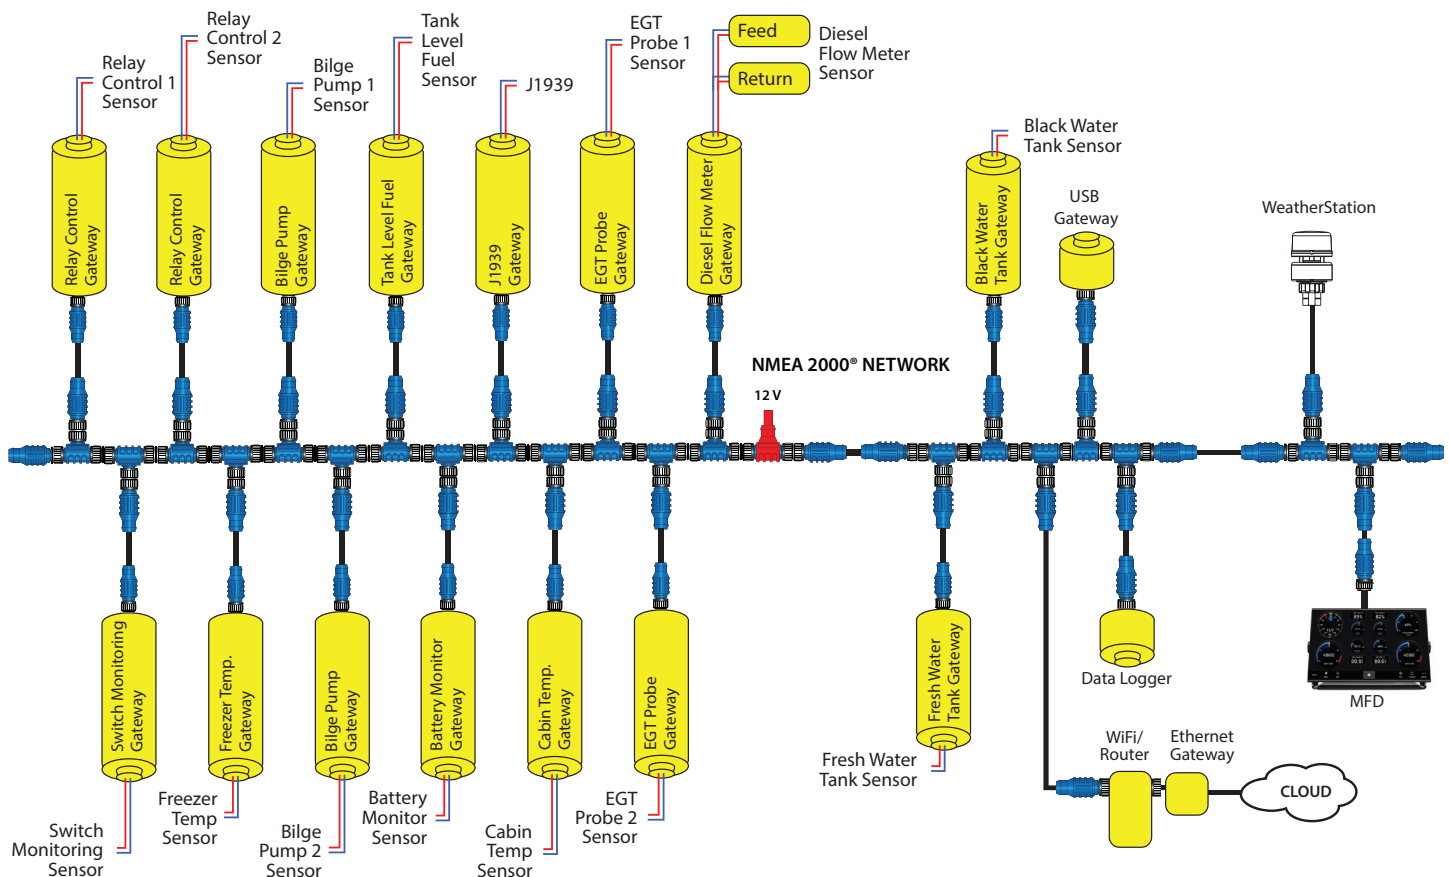 Relay
Control 1
Sensor
Relay
Control 2
Sensor
Bilge
Pump 1
Sensor
Tank
Level
Fuel
Sensor
J1939
EGT
Probe 1
Sensor
Feed
Return
Diesel
Flow Meter
Sensor
Black Water
Tank Sensor
USB
Gateway
WeatherStation
Relay Control
Gateway
Relay Control
Gateway
Bilge Pump
Gateway
Tank Level Fuel
Gateway
J1939
Gateway
EGT Probe
Gateway
Diesel Flow Meter
Gateway
Black Water
Tank Gateway
NMEA 2000® NETWORK
12 V
Switch Monitoring
Gateway
Freezer Temp.
Gateway
Bilge Pump
Gateway
Battery Monitor
Gateway
Cabin Temp.
Gateway
EGT Probe
Gateway
Fresh Water
Tank Gateway
Data Logger
MFD
Switch
Monitoring
Sensor
Freezer
Temp
Sensor
Bilge
Pump 2
Sensor
Battery
Monitor
Sensor
Cabin
Temp
Sensor
EGT
Probe 2
Sensor
Fresh Water
Tank Sensor
WiFi/
Router
Ethernet
Gateway
CLOUD